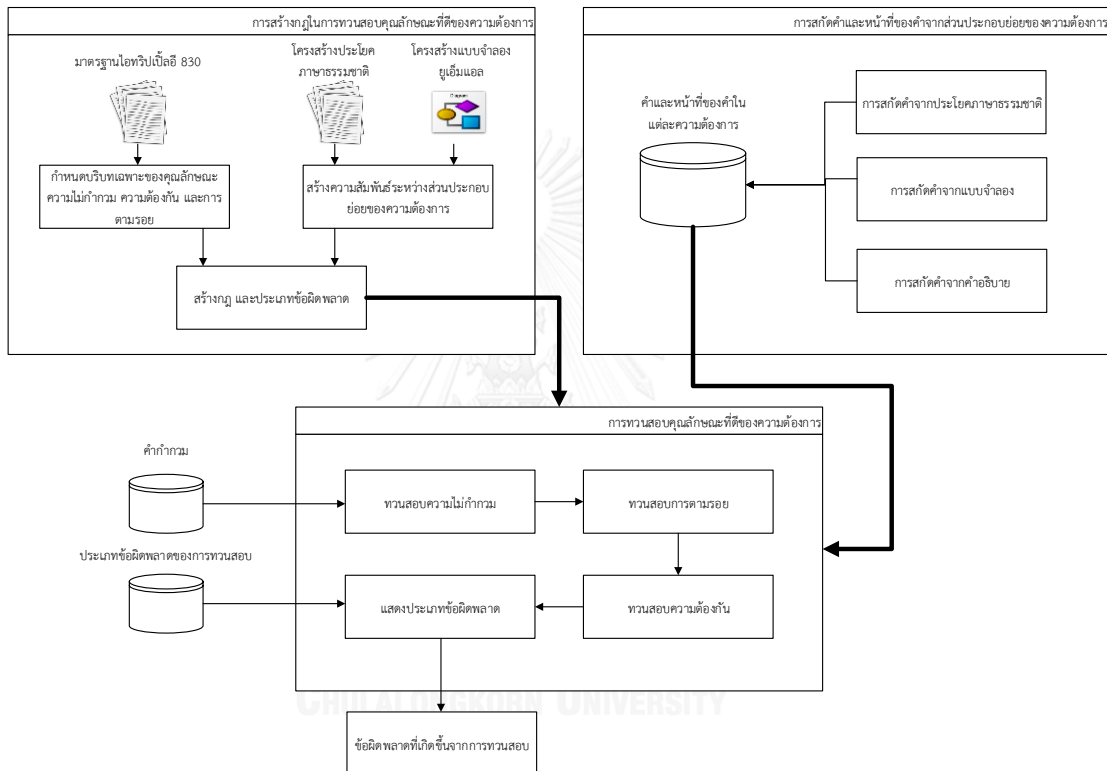 การสร้างกฎในการทวนสอบคุณลักษณะที่ดีของความต้องการ
มาตรฐานไอทริปเปิ้ลอี 830
โครงสร้างประโยค
ภาษาธรรมชาติ
โครงสร้างแบบจำลอง
ยูเอ็มแอล
กำหนดบริบทเฉพาะของคุณลักษณะ
ความไม่กำกวม ความต้องกัน และการ
ตามรอย
สร้างความสัมพันธ์ระหว่างส่วนประกอบ
ย่อยของความต้องการ
สร้างกฎ และประเภทข้อผิดพลาด
การสกัดคำและหน้าที่ของคำจากส่วนประกอบย่อยของความต้องการ
คำและหน้าที่ของคำใน
แต่ละความต้องการ
การสกัดคำจากประโยคภาษาธรรมชาติ
การสกัดคำจากแบบจำลอง
การสกัดคำจากคำอธิบาย
การทวนสอบคุณลักษณะที่ดีของความต้องการ
คำกำกวม
ทวนสอบความไม่กำกวม
ทวนสอบการตามรอย
ประเภทข้อผิดพลาดของการทวนสอบ
แสดงประเภทข้อผิดพลาด
ทวนสอบความต้องกัน
CHULALONGKORN UNIVERSITY
ข้อผิดพลาดที่เกิดขึ้นจากการทวนสอบ